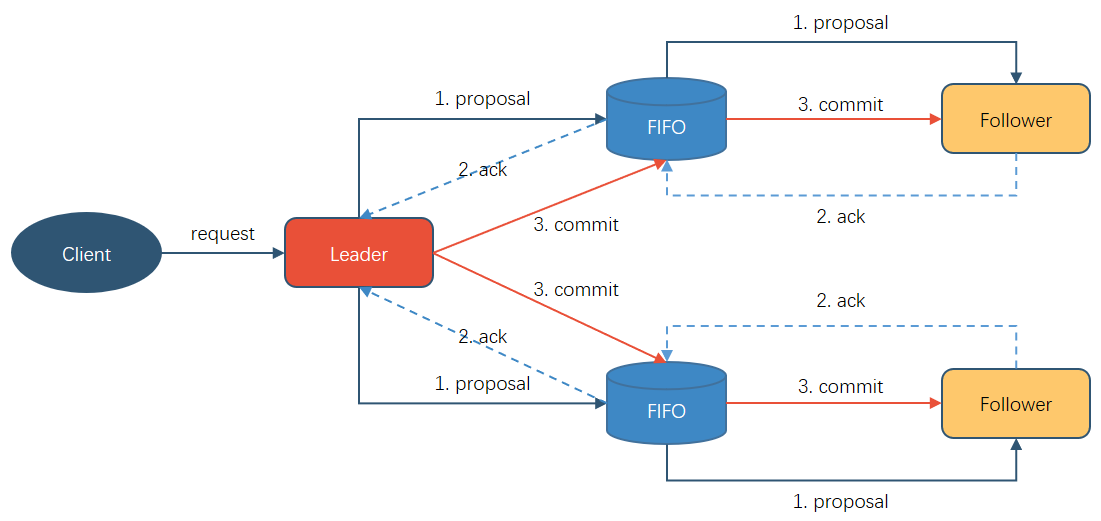 1. proposal
1. proposal
3. commit
FIFO
Follower
2. ack
2. ack
3. commit
request
Client
Leader
3. commit
2. ack
2. ack
1. proposal
3. commit
FIFO
Follower
1. proposal